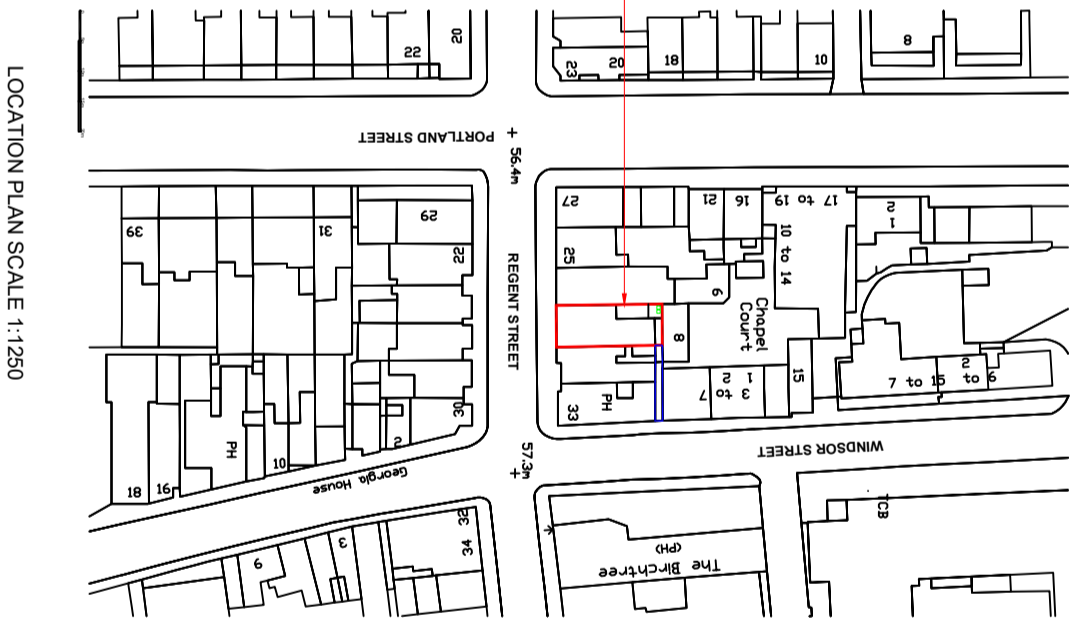 LOCATION PLAN SCALE 1:1250
20
22
23
20
18
10
8
PORTLAND STREET
+ 56.4m
39
31
29
22
27
21
16
17 to 19
2
1
25
10 to 14
REGENT STREET
6
Chapel
Court
8
15
1
2
3 to 7
7 to 15
2 to 6
30
33
PH
PH
2
10
18
16
57.3m +
WINDSOR STREET
Georgia House
TCB
32
34
3
9
The Birchtree
(PH)